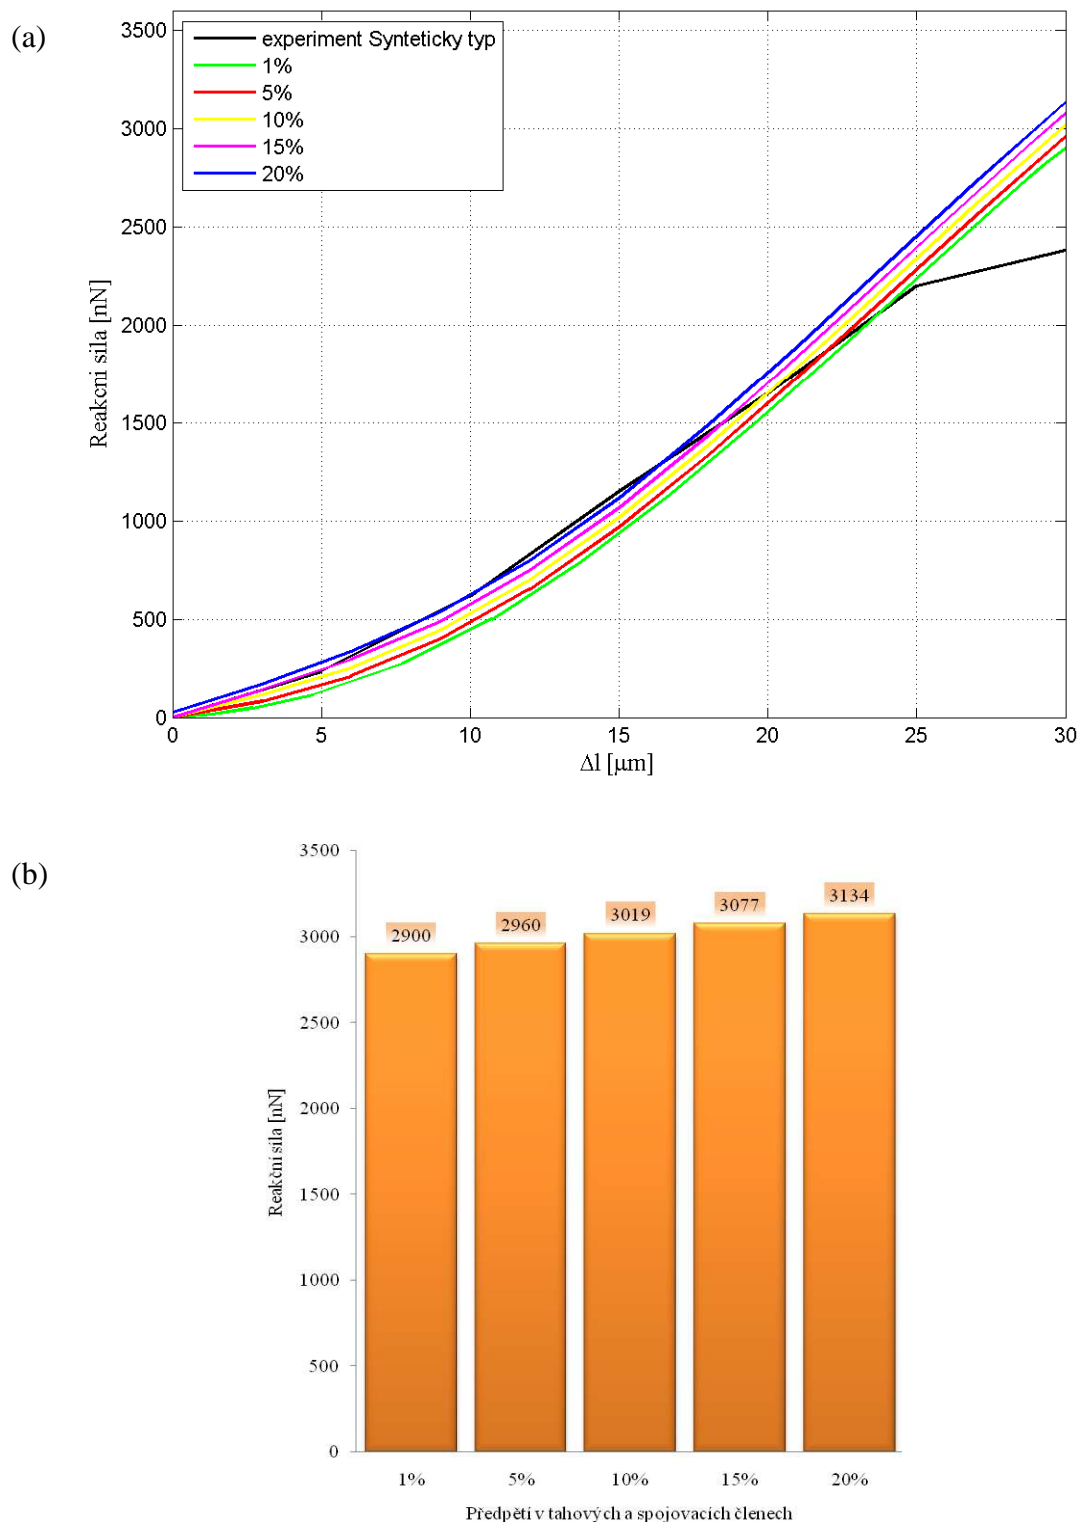 (a)
3500
3000
2500
2000
1500
1000
500
0
Reakcni sila [nN]
experiment Synteticky typ
1%
5%
10%
15%
20%
0 5 10 15 20 25 30
Δl [μm]
(b)
3500
3000
2500
2000
1500
1000
500
0
Reakční síla [nN]
2900 2960 3019 3077 3134
1% 5% 10% 15% 20%
Předpětí v tahových a spojovacích členech